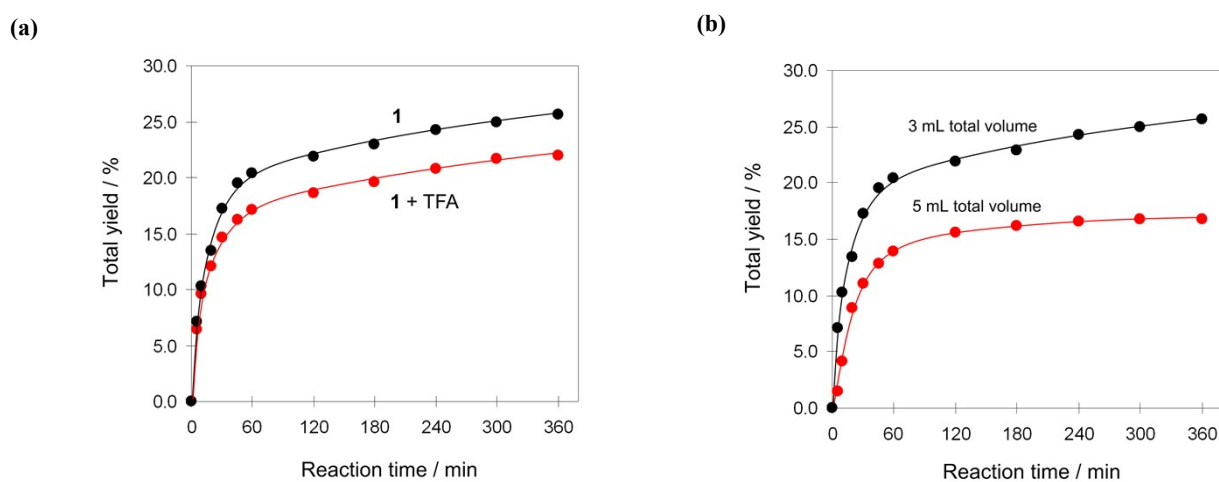 (a)
30.0
25.0
20.0
15.0
10.0
5.0
0.0
Total yield / %
1
1 + TFA
0 60 120 180 240 300 360
Reaction time / min
(b)
30.0
25.0
20.0
15.0
10.0
5.0
0.0
Total yield / %
3 mL total volume
5 mL total volume
0 60 120 180 240 300 360
Reaction time / min